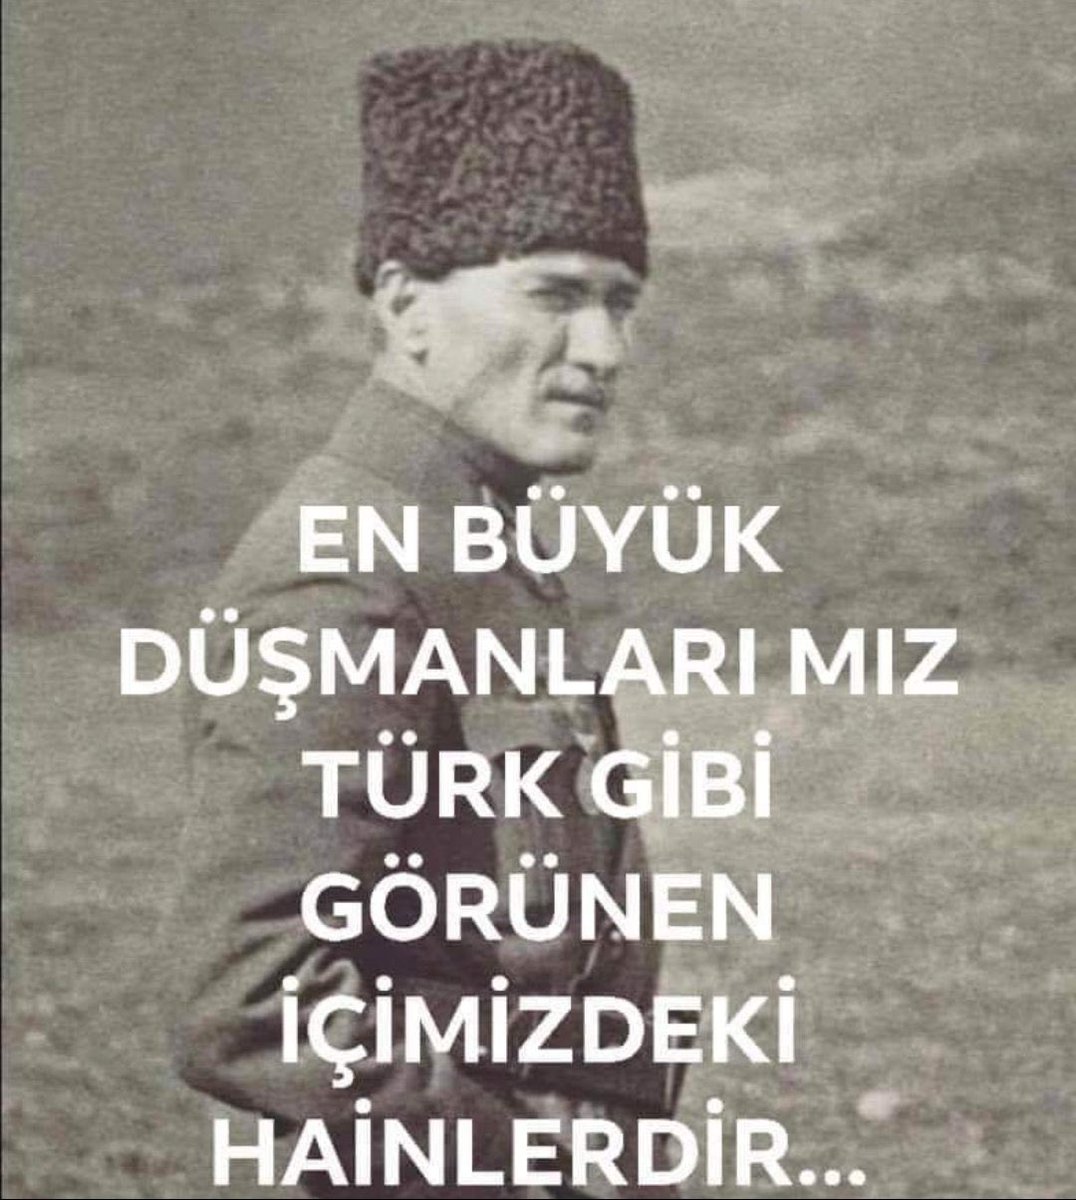 EN BÜYÜK
DÜŞMANLARI MIZ
TÜRK GİBİ
GÖRÜNEN
İÇİMİZDEKİ
HAİNLERDİR...